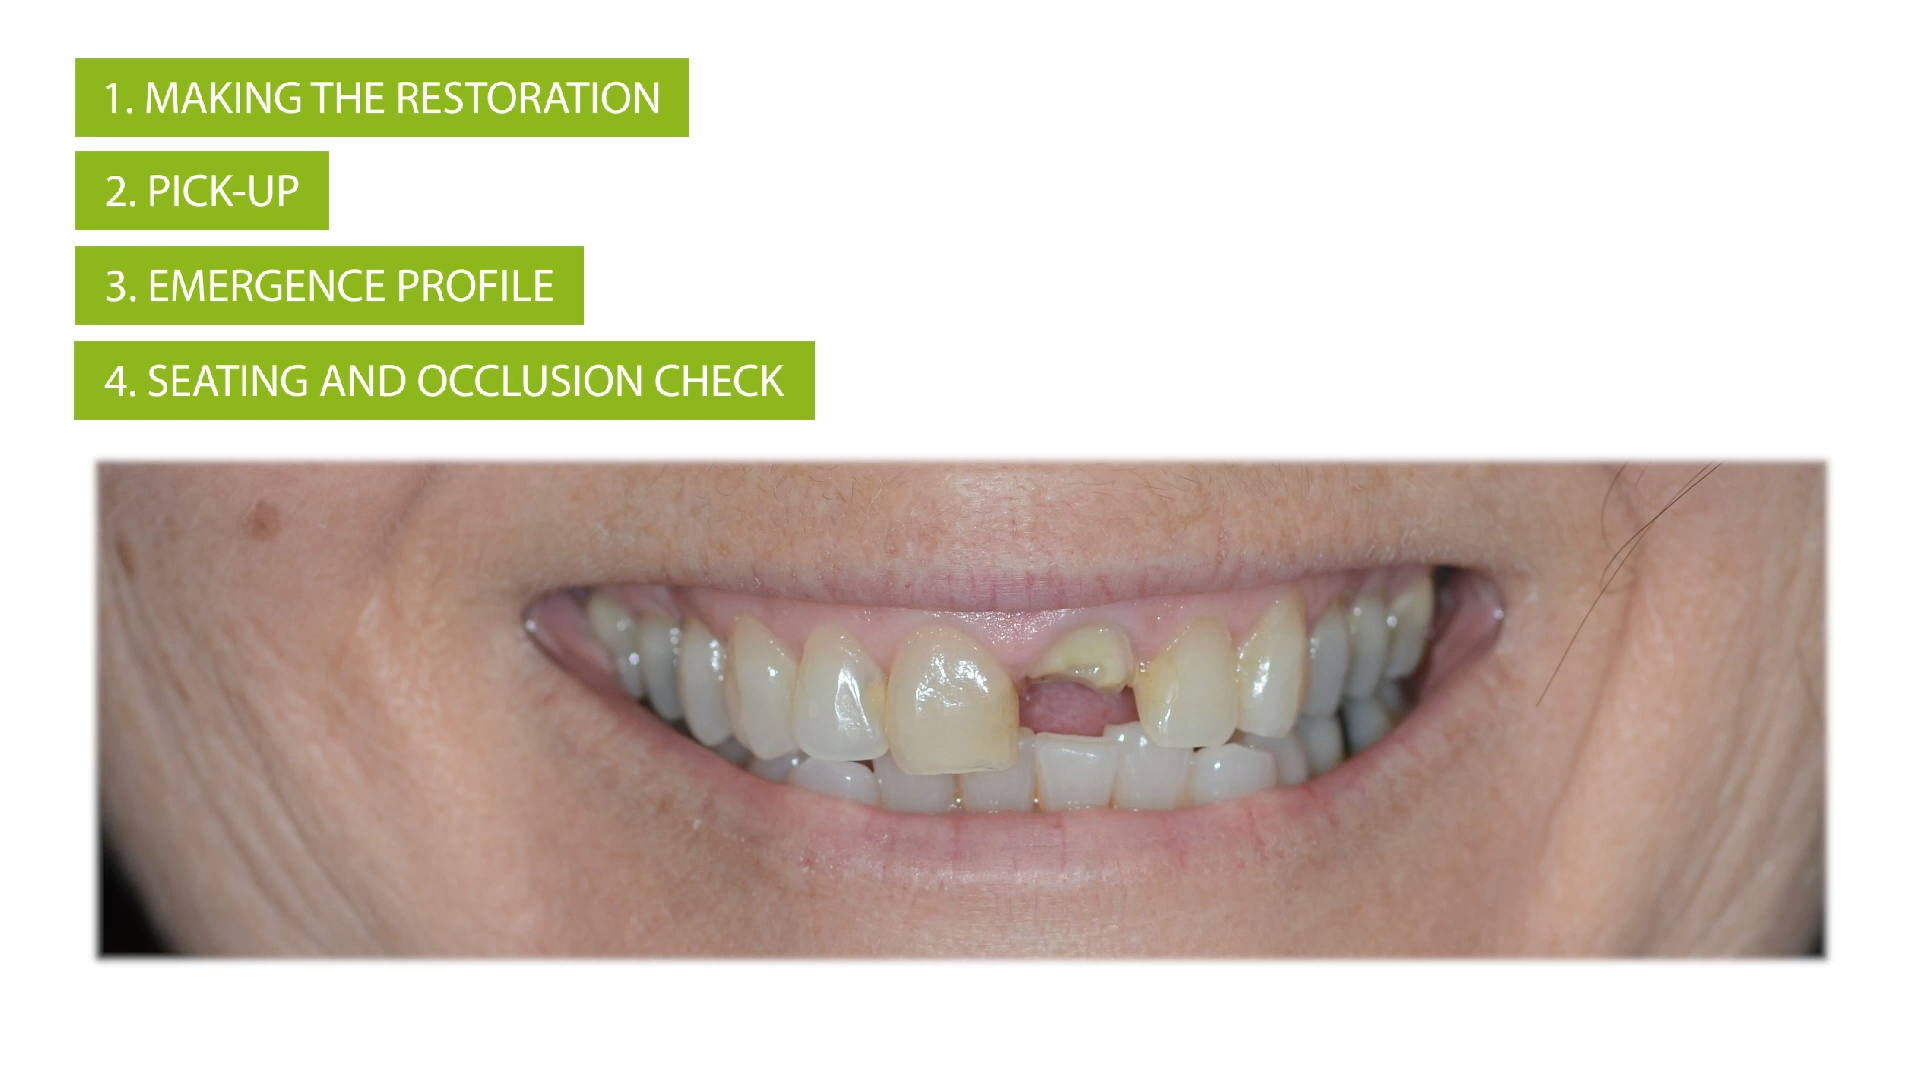 1. MAKING THE RESTORATION
2. PICK-UP
3. EMERGENCE PROFILE
4. SEATING AND OCCLUSION CHECK